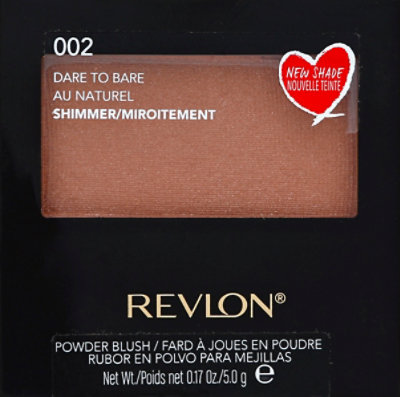 002
DARE TO BARE
AU NATUREL
SHIMMER/MIROITEMENT
NEW SHADE
NOUVELLE TEINTE
REVLON®
POWDER BLUSH / FARD À JOUES EN POUDRE
RUBOR EN POLVO PARA MEJILLAS
Net Wt./Poids net 0.17 Oz./5.0 g ℮